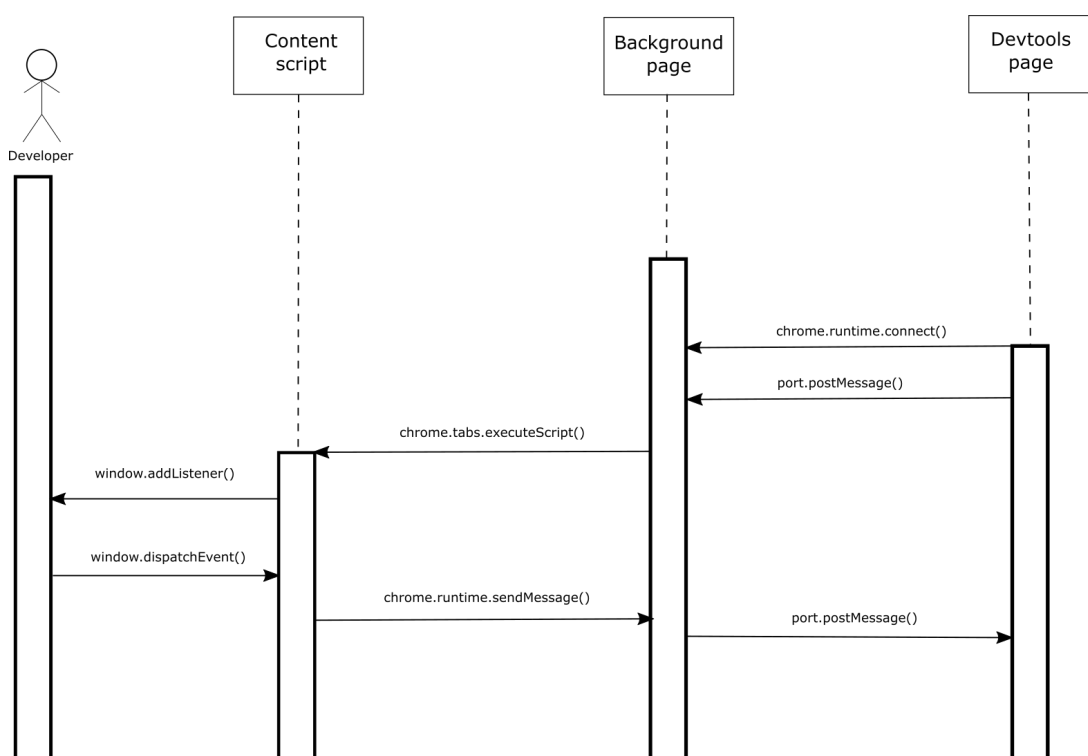 Content
script
Background
page
Devtools
page
Developer
chrome.runtime.connect()
port.postMessage()
chrome.tabs.executeScript()
window.addListener()
window.dispatchEvent()
chrome.runtime.sendMessage()
port.postMessage()